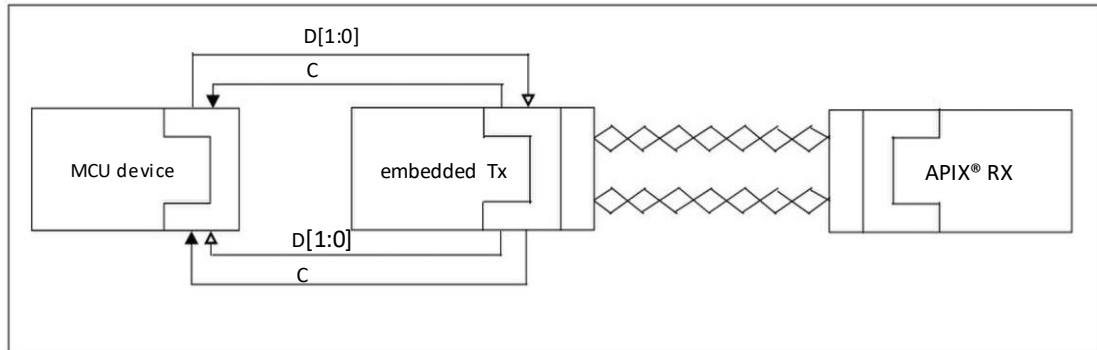 D[1:0]
C
MCU device
embedded Tx
APIX® RX
D[1:0]
C